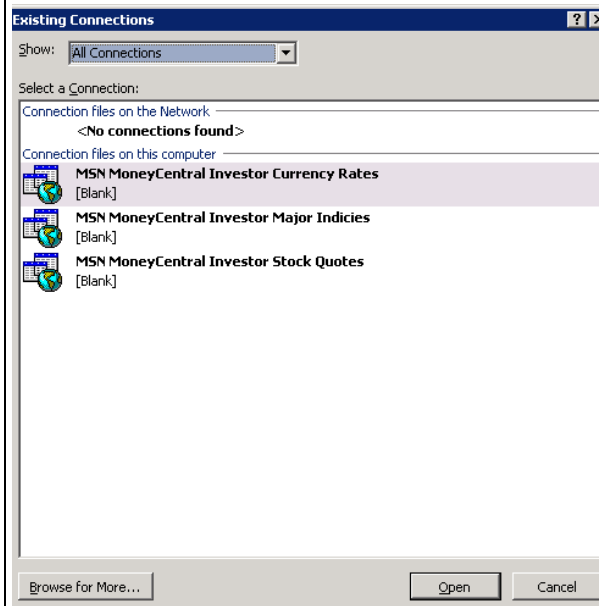 Existing Connections
Show: All Connections
Select a Connection:
Connection files on the Network
<No connections found>
Connection files on this computer
MSN MoneyCentral Investor Currency Rates
[Blank]
MSN MoneyCentral Investor Major Indicies
[Blank]
MSN MoneyCentral Investor Stock Quotes
[Blank]
Browse for More... Open Cancel